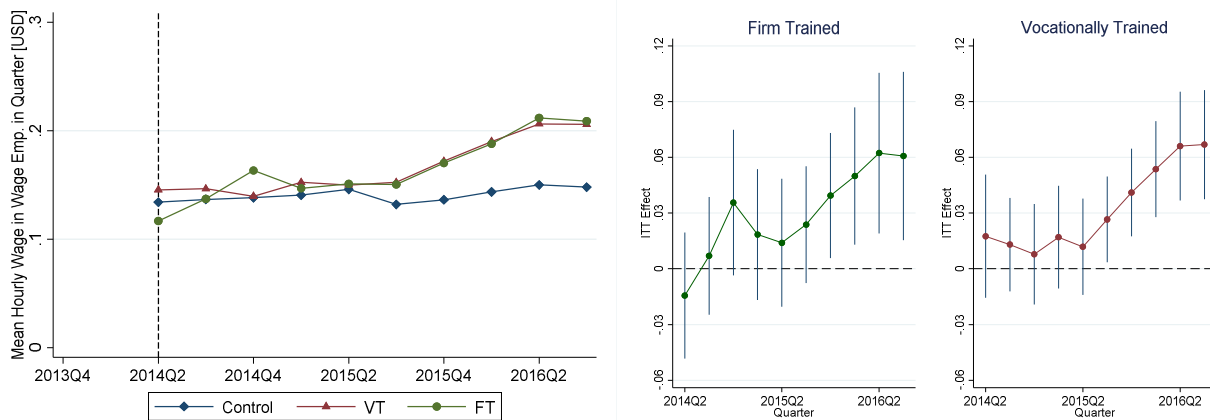 Mean Hourly Wage in Wage Emp. in Quarter [USD]
.3
.2
.1
0
2013Q4 2014Q2 2014Q4 2015Q2 2015Q4 2016Q2
Control VT FT
Firm Trained
ITT Effect
.12
.09
.06
.03
0
-.03
-.06
2014Q2 2015Q2 2016Q2
Quarter
Vocationally Trained
ITT Effect
.12
.09
.06
.03
0
-.03
-.06
2014Q2 2015Q2 2016Q2
Quarter